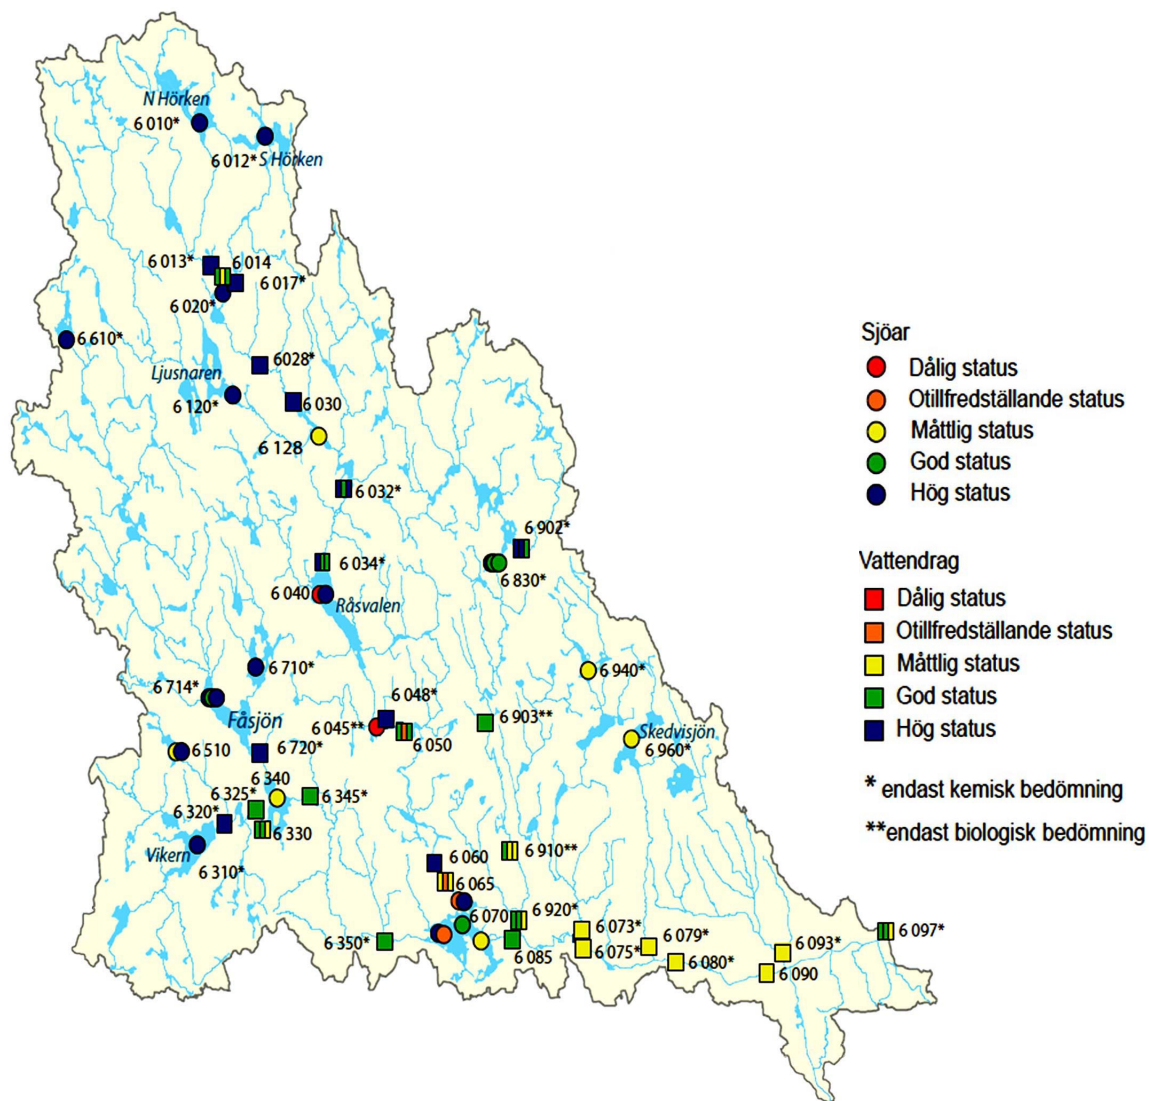 N Hörken
6 010*
6 012* S Hörken
6 013* 6 014
6 017*
6 020*
6 610*
6028*
Ljusnaren
6 120*
6 030
6 128
6 032*
6 902*
6 034*
6 830*
6 040
Råsvalen
6 710*
6 940*
6 714*
6 048*
Fåsjön
6 045**
6 903**
6 050
Skedvisjön
6 960*
6 510
6 720*
6 340
6 325*
6 345*
6 320*
6 330
Vikern
6 310*
6 910**
6 060
6 065
6 070
6 920*
6 350*
6 085
6 073*
6 075*
6 079*
6 080*
6 093*
6 090
6 097*
Sjöar
Dålig status
Otillfredställande status
Måttlig status
God status
Hög status
Vattendrag
Dålig status
Otillfredställande status
Måttlig status
God status
Hög status
* endast kemisk bedömning
**endast biologisk bedömning